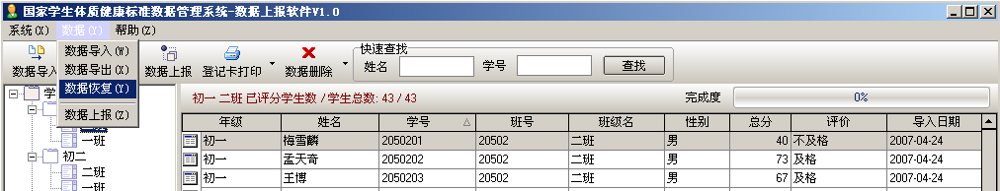 国家学生体质健康标准数据管理系统-数据上报软件V1.0
系统(X) 数据(Y) 帮助(Z)
数据导入(W)
数据导出(X)
数据恢复(Y)
数据上报(Z)
数据导入 数据上报 登记卡打印 数据删除
快速查找
姓名 学号 查找
学
一班
初二
二班
一班
初一 二班 已评分学生数 / 学生总数: 43 / 43 完成度 0%
年级 姓名 学号 班号 班级名 性别 总分 评价 导入日期
初一 梅雪麟 2050201 20502 二班 男 40 不及格 2007-04-24
初一 孟天奇 2050202 20502 二班 男 73 及格 2007-04-24
初一 王博 2050203 20502 二班 男 67 及格 2007-04-24